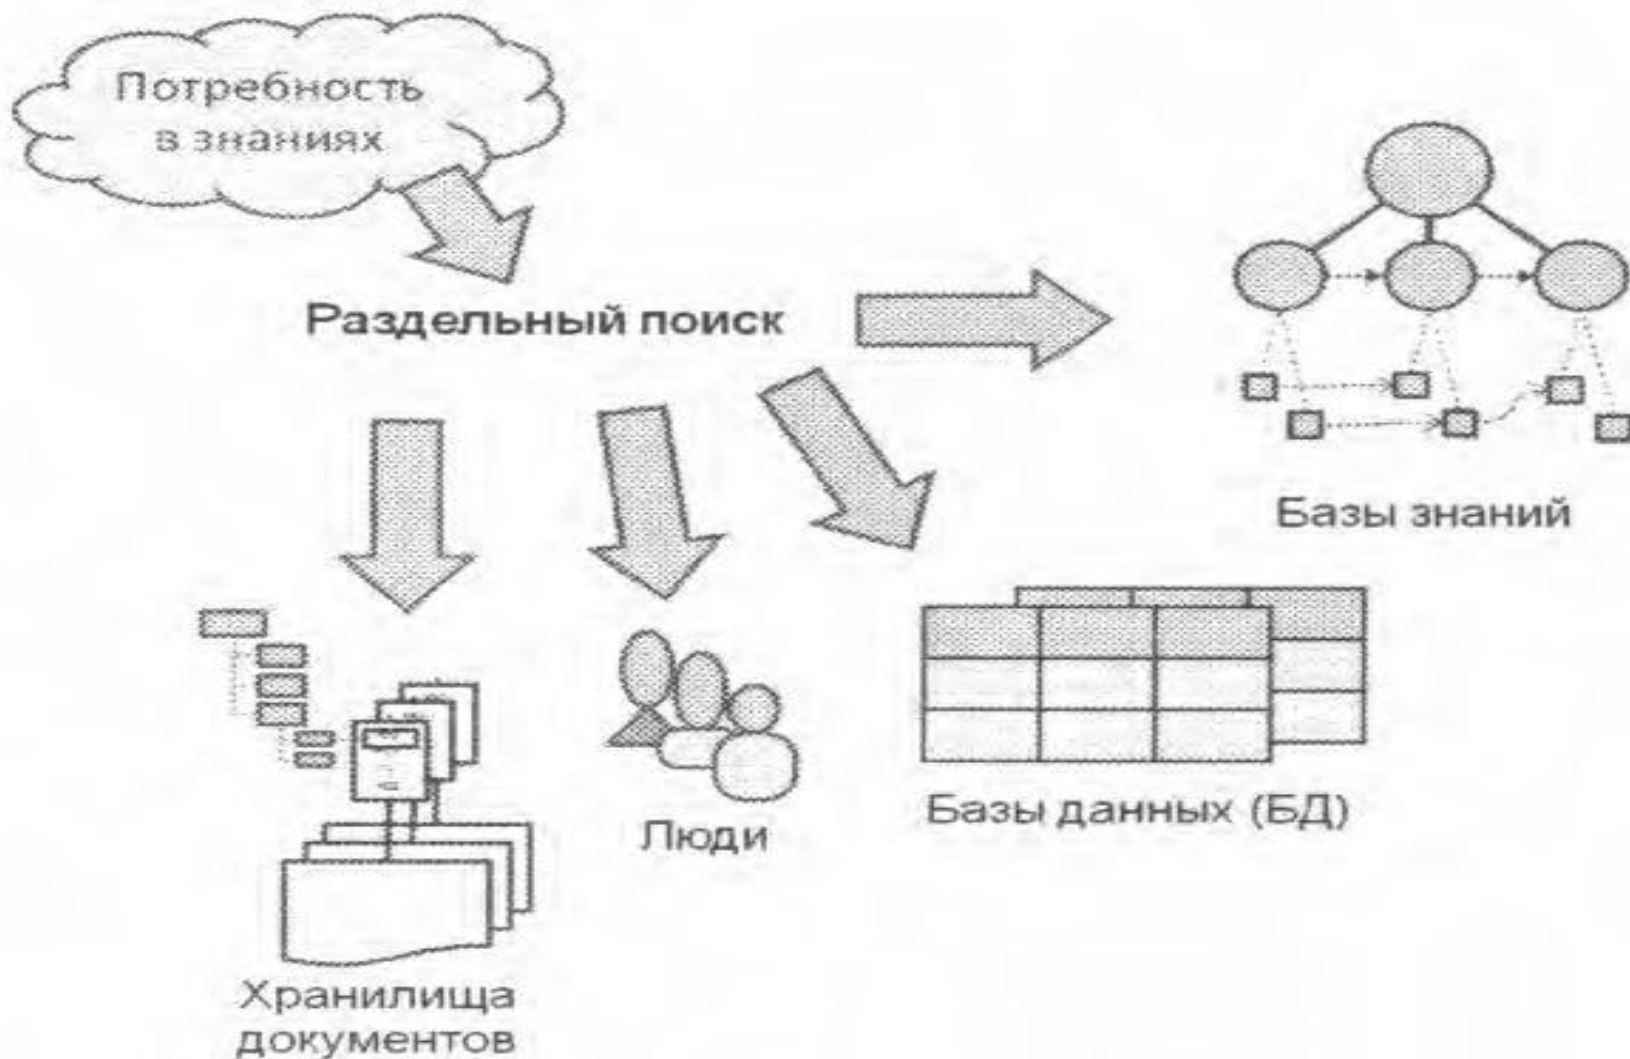 Потребность
в знаниях
Раздельный поиск
Базы знаний
Базы данных (БД)
Люди
Хранилища
документов